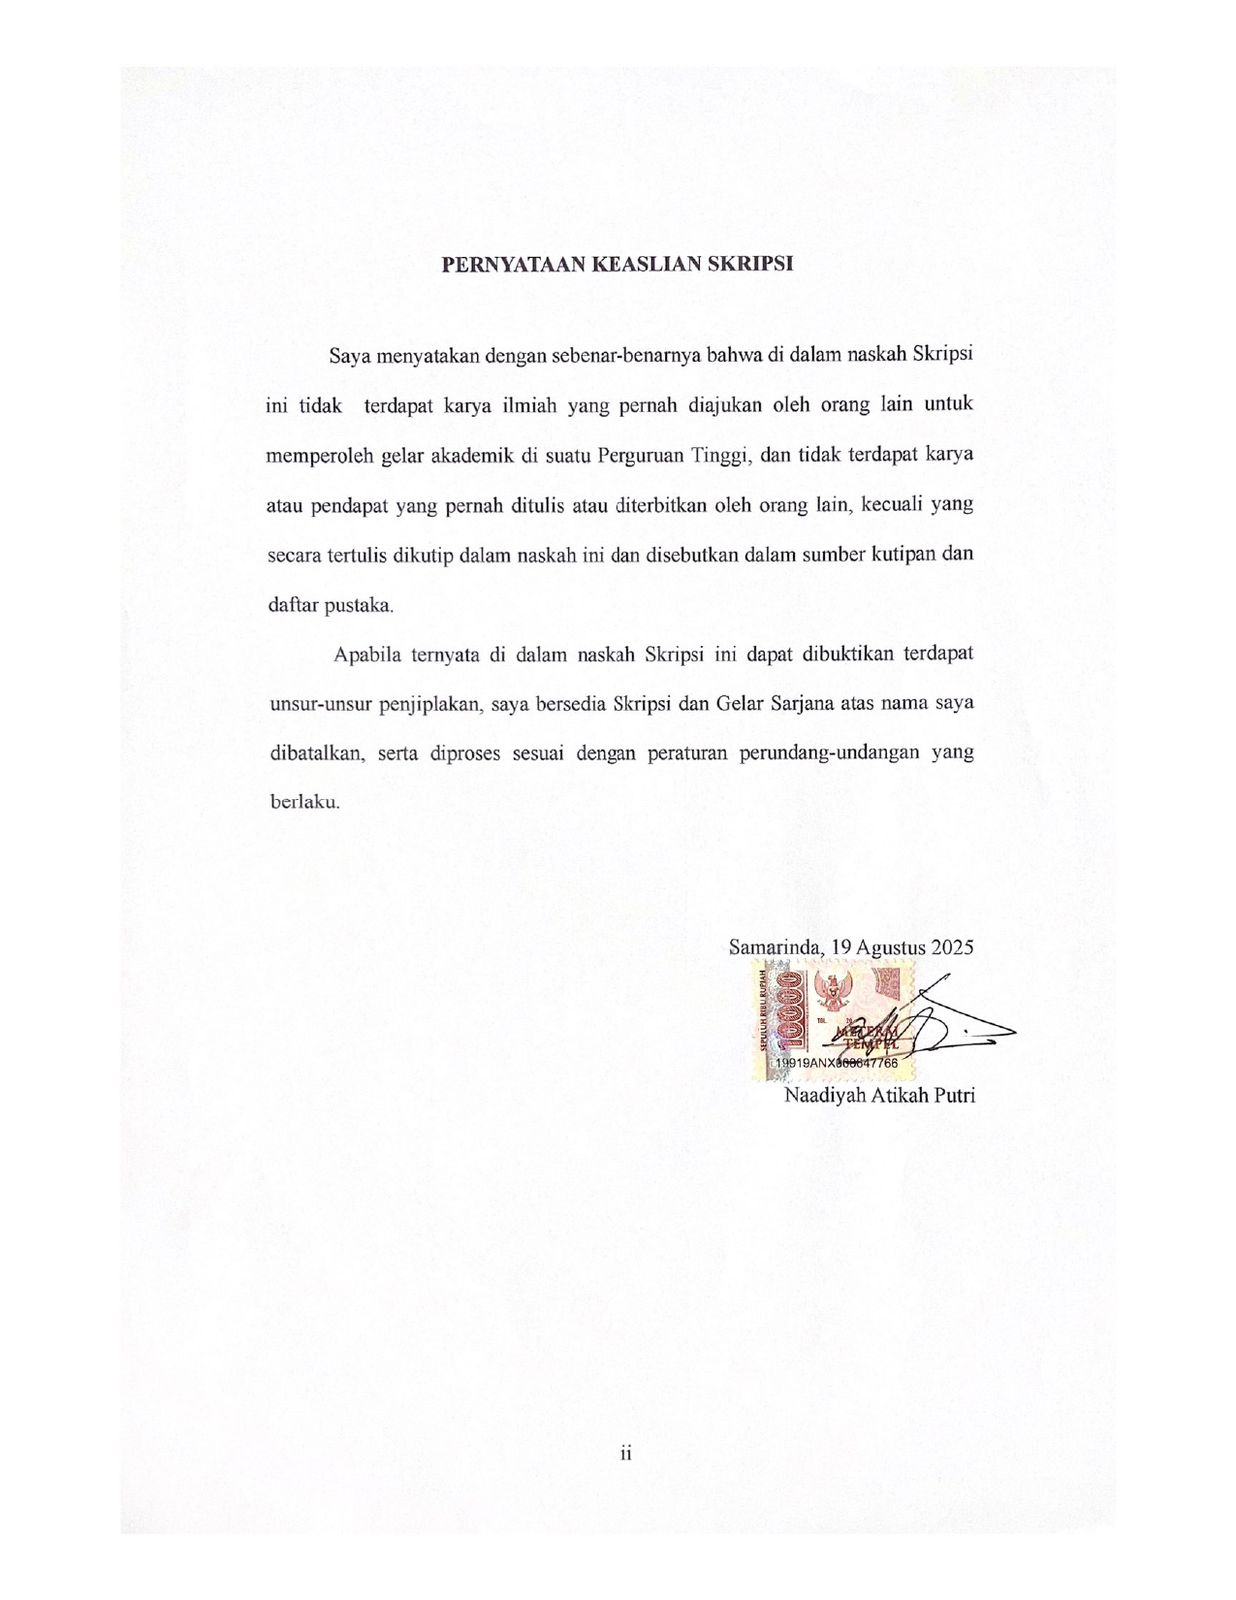 PERNYATAAN KEASLIAN SKRIPSI
Saya menyatakan dengan sebenar-benarnya bahwa di dalam naskah Skripsi
ini tidak terdapat karya ilmiah yang pernah diajukan oleh orang lain untuk
memperoleh gelar akademik di suatu Perguruan Tinggi, dan tidak terdapat karya
atau pendapat yang pernah ditulis atau diterbitkan oleh orang lain, kecuali yang
secara tertulis dikutip dalam naskah ini dan disebutkan dalam sumber kutipan dan
daftar pustaka.
Apabila ternyata di dalam naskah Skripsi ini dapat dibuktikan terdapat
unsur-unsur penjiplakan, saya bersedia Skripsi dan Gelar Sarjana atas nama saya
dibatalkan, serta diproses sesuai dengan peraturan perundang-undangan yang
berlaku.
Samarinda, 19 Agustus 2025
SEPULUH RIBU RUPIAH
10000
TGL. 20
METERAI
TEMPEL
Naadiyah Atikah Putri
ii